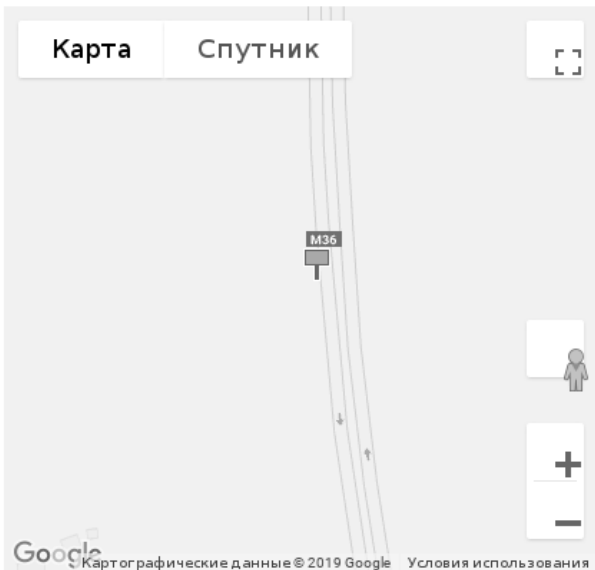 Карта Спутник
M36
Google
Картографические данные © 2019 Google Условия использования